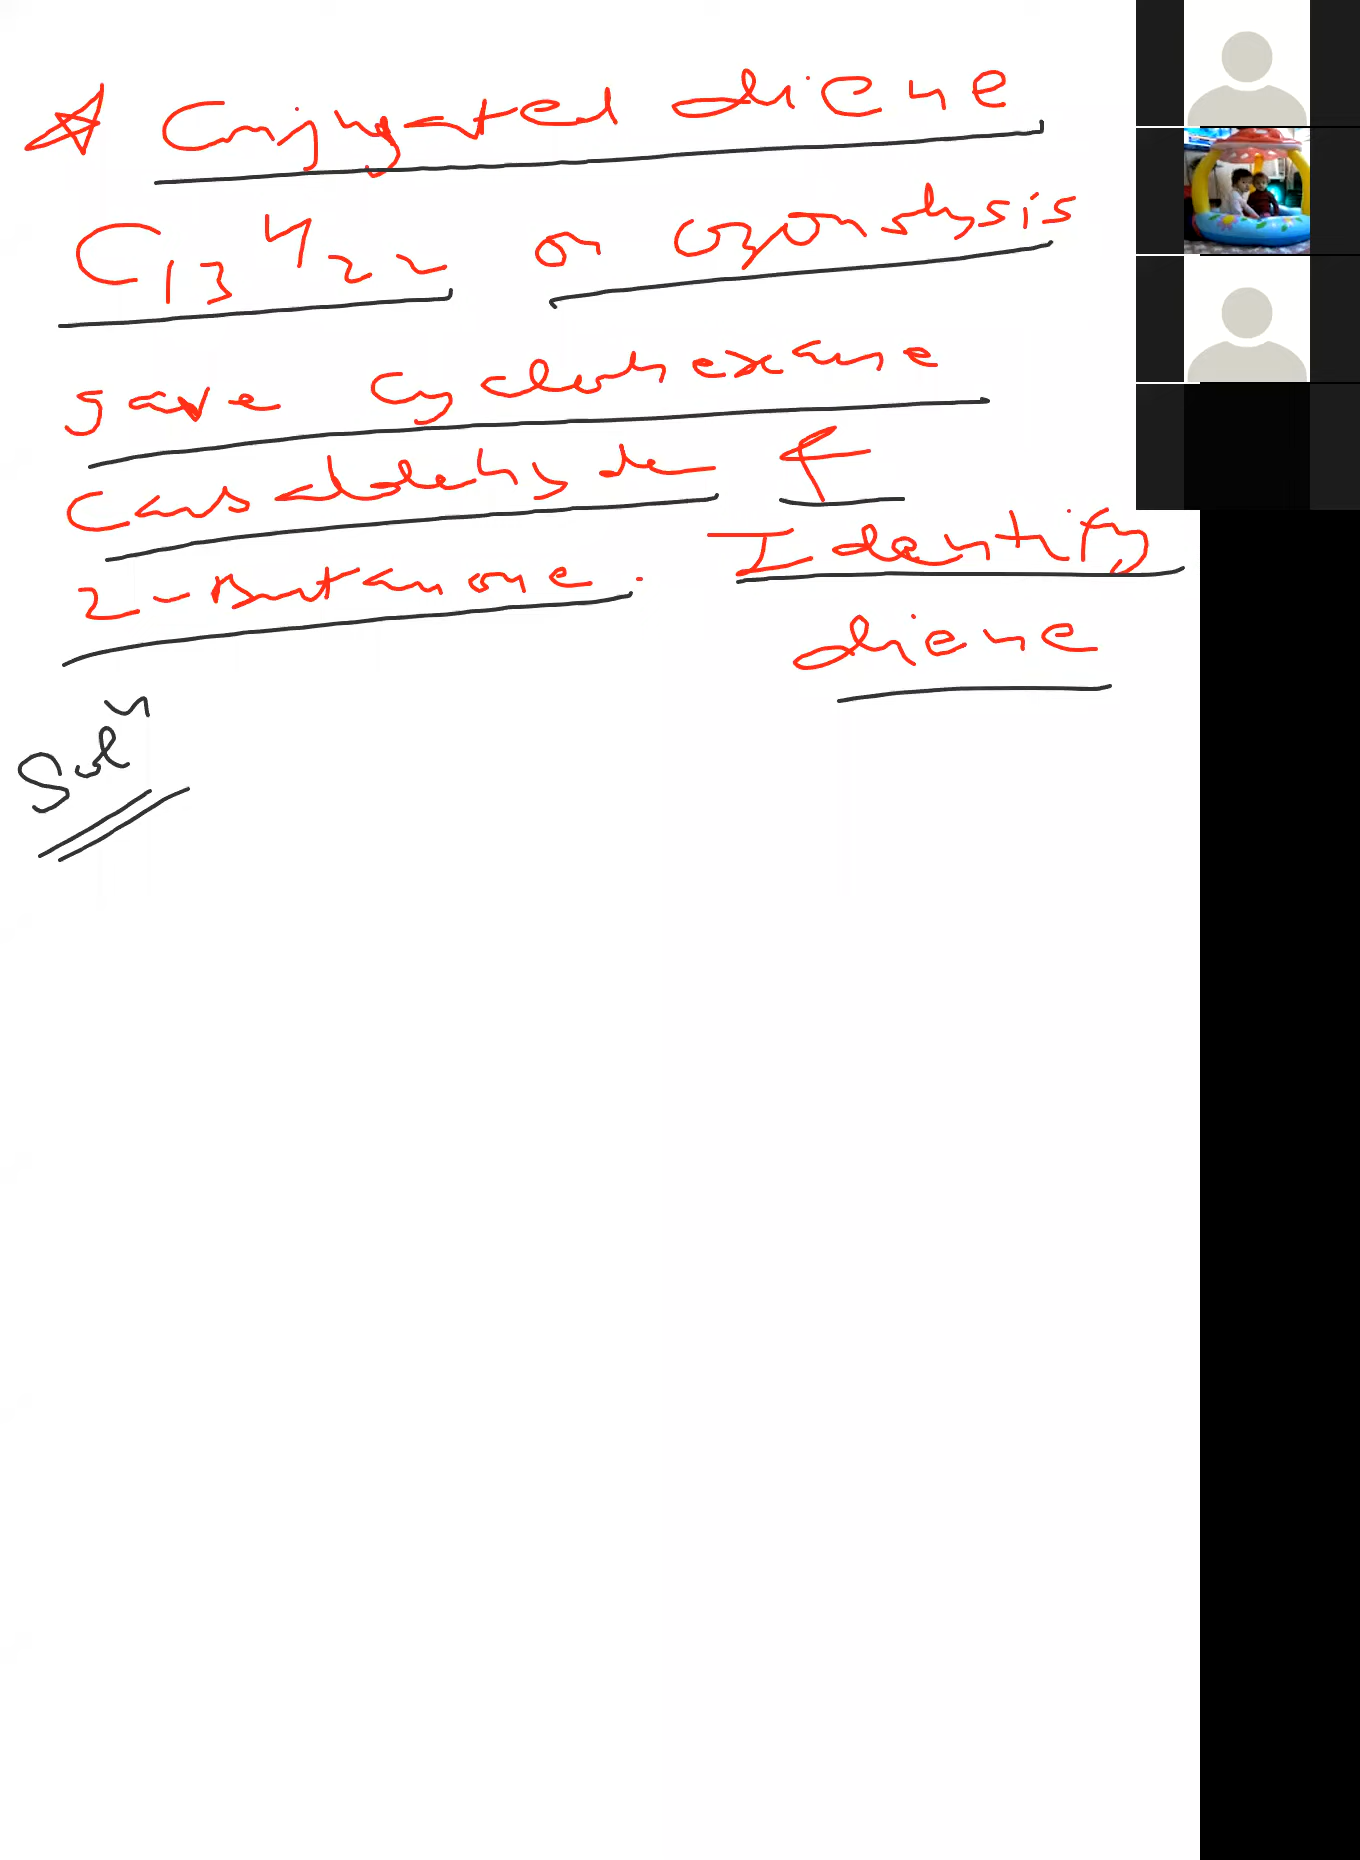 ☆ Conjugated diene
C13H22 on ozonolysis
gave cyclohexane
carbaldehyde &
2-Butanone. Identify
diene
Solⁿ